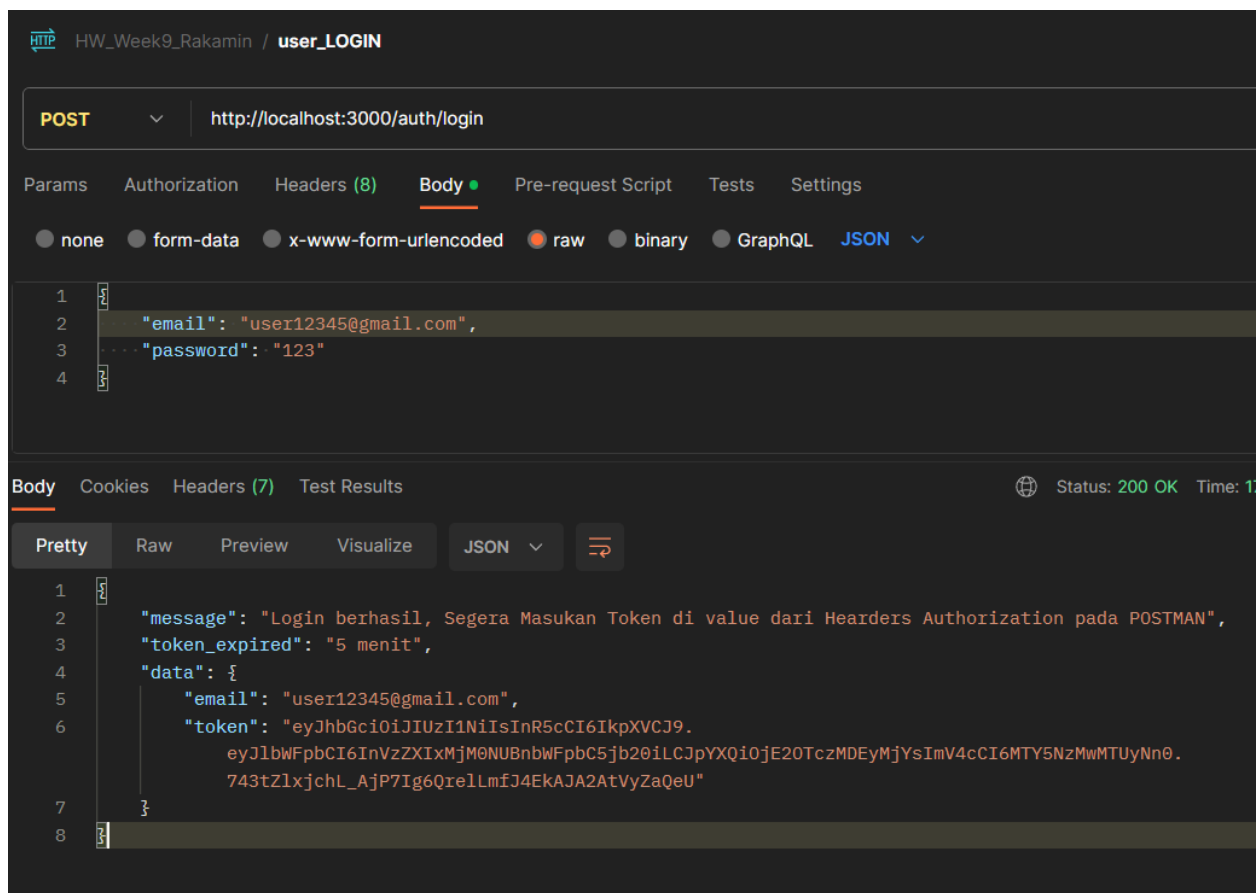 HTTP HW_Week9_Rakamin / user_LOGIN
POST http://localhost:3000/auth/login
Params Authorization Headers (8) Body Pre-request Script Tests Settings
none form-data x-www-form-urlencoded raw binary GraphQL JSON
1 {
2 "email": "user12345@gmail.com",
3 "password": "123"
4 }
Body Cookies Headers (7) Test Results Status: 200 OK Time:
Pretty Raw Preview Visualize JSON
1 {
2 "message": "Login berhasil, Segera Masukan Token di value dari Hearders Authorization pada POSTMAN",
3 "token_expired": "5 menit",
4 "data": {
5 "email": "user12345@gmail.com",
6 "token": "eyJhbGciOiJIUzI1NiIsInR5cCI6IkpXVCJ9.
eyJlbWFpbCI6InVzZXIxMjM0NUBnbWFpbC5jb20iLCJpYXQiOjE2OTczMDEyMjYsImV4cCI6MTY5NzMwMTUyNn0.
743tZlxjchL_AjP7Ig6QrelLmfJ4EkAJA2AtVyZaQeU"
7 }
8 }